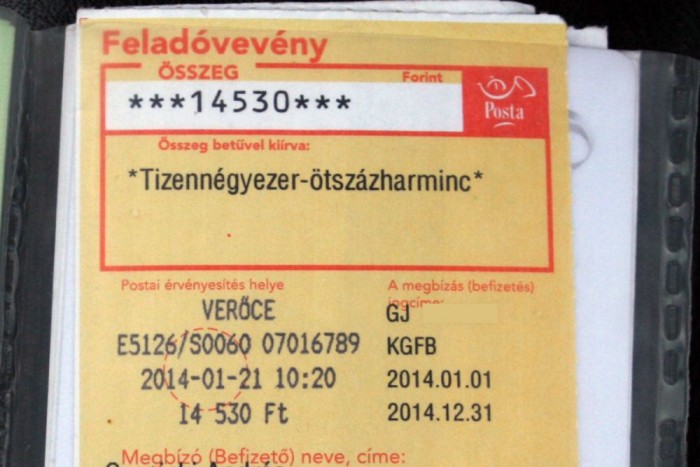 Feladóvevény
ÖSSZEG
Forint
***14530***
Posta
Összeg betűvel kiírva:
*Tizennégyezer-ötszázharminc*
Postai érvényesítés helye
A megbízás (befizetés)
jogcíme:
VERŐCE
GJ
E5126/S0060 07016789
KGFB
2014-01-21 10:20
2014.01.01
14 530 Ft
2014.12.31
Megbízó (Befizető) neve, címe: